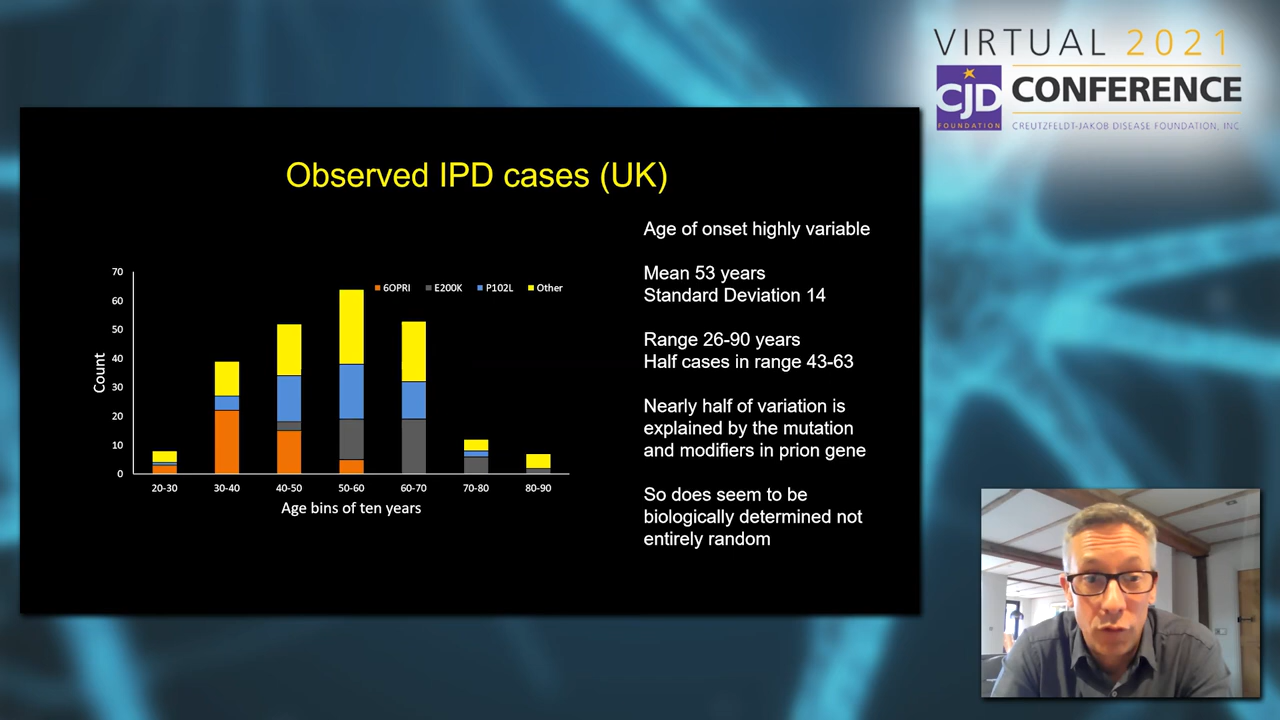 VIRTUAL 2021
CJD
FOUNDATION
CONFERENCE
CREUTZFELDT-JAKOB DISEASE FOUNDATION, INC.
Observed IPD cases (UK)
70
60
50
40
30
20
10
0
Count
6OPRI E200K P102L Other
20-30 30-40 40-50 50-60 60-70 70-80 80-90
Age bins of ten years
Age of onset highly variable
Mean 53 years
Standard Deviation 14
Range 26-90 years
Half cases in range 43-63
Nearly half of variation is
explained by the mutation
and modifiers in prion gene
So does seem to be
biologically determined not
entirely random